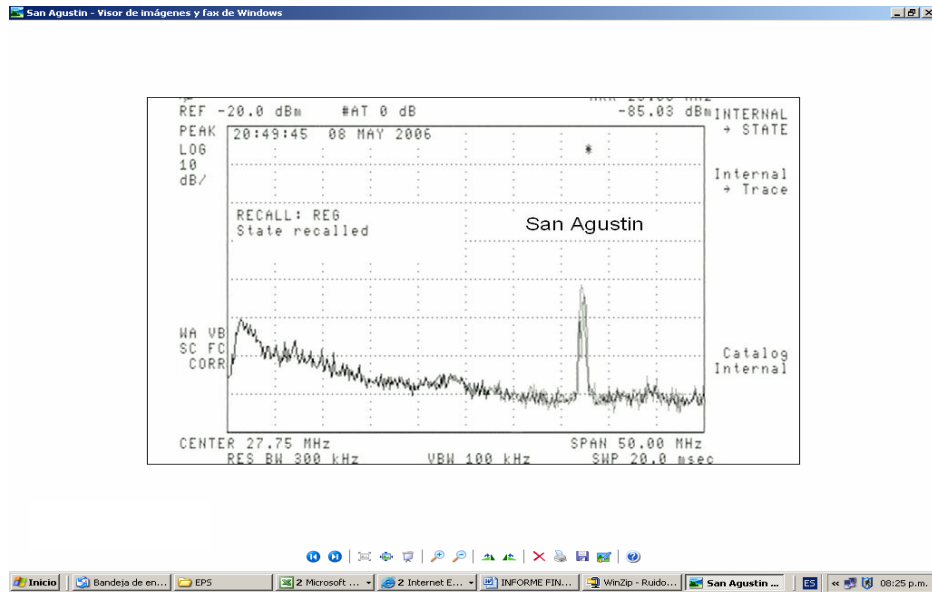 San Agustin - Visor de imágenes y fax de Windows
REF -20.0 dBm #AT 0 dB -85.03 dBm
PEAK
LOG
10
dB/
20:49:45 08 MAY 2006
*
INTERNAL
→ STATE
Internal
→ Trace
RECALL: REG
State recalled
San Agustin
WA VB
SC FC
CORR
Catalog
Internal
CENTER 27.75 MHz SPAN 50.00 MHz
RES BW 300 kHz VBW 100 kHz SWP 20.0 msec
Inicio Bandeja de en... EPS 2 Microsoft ... 2 Internet E... INFORME FIN... WinZip - Ruido... San Agustin ... ES « 08:25 p.m.